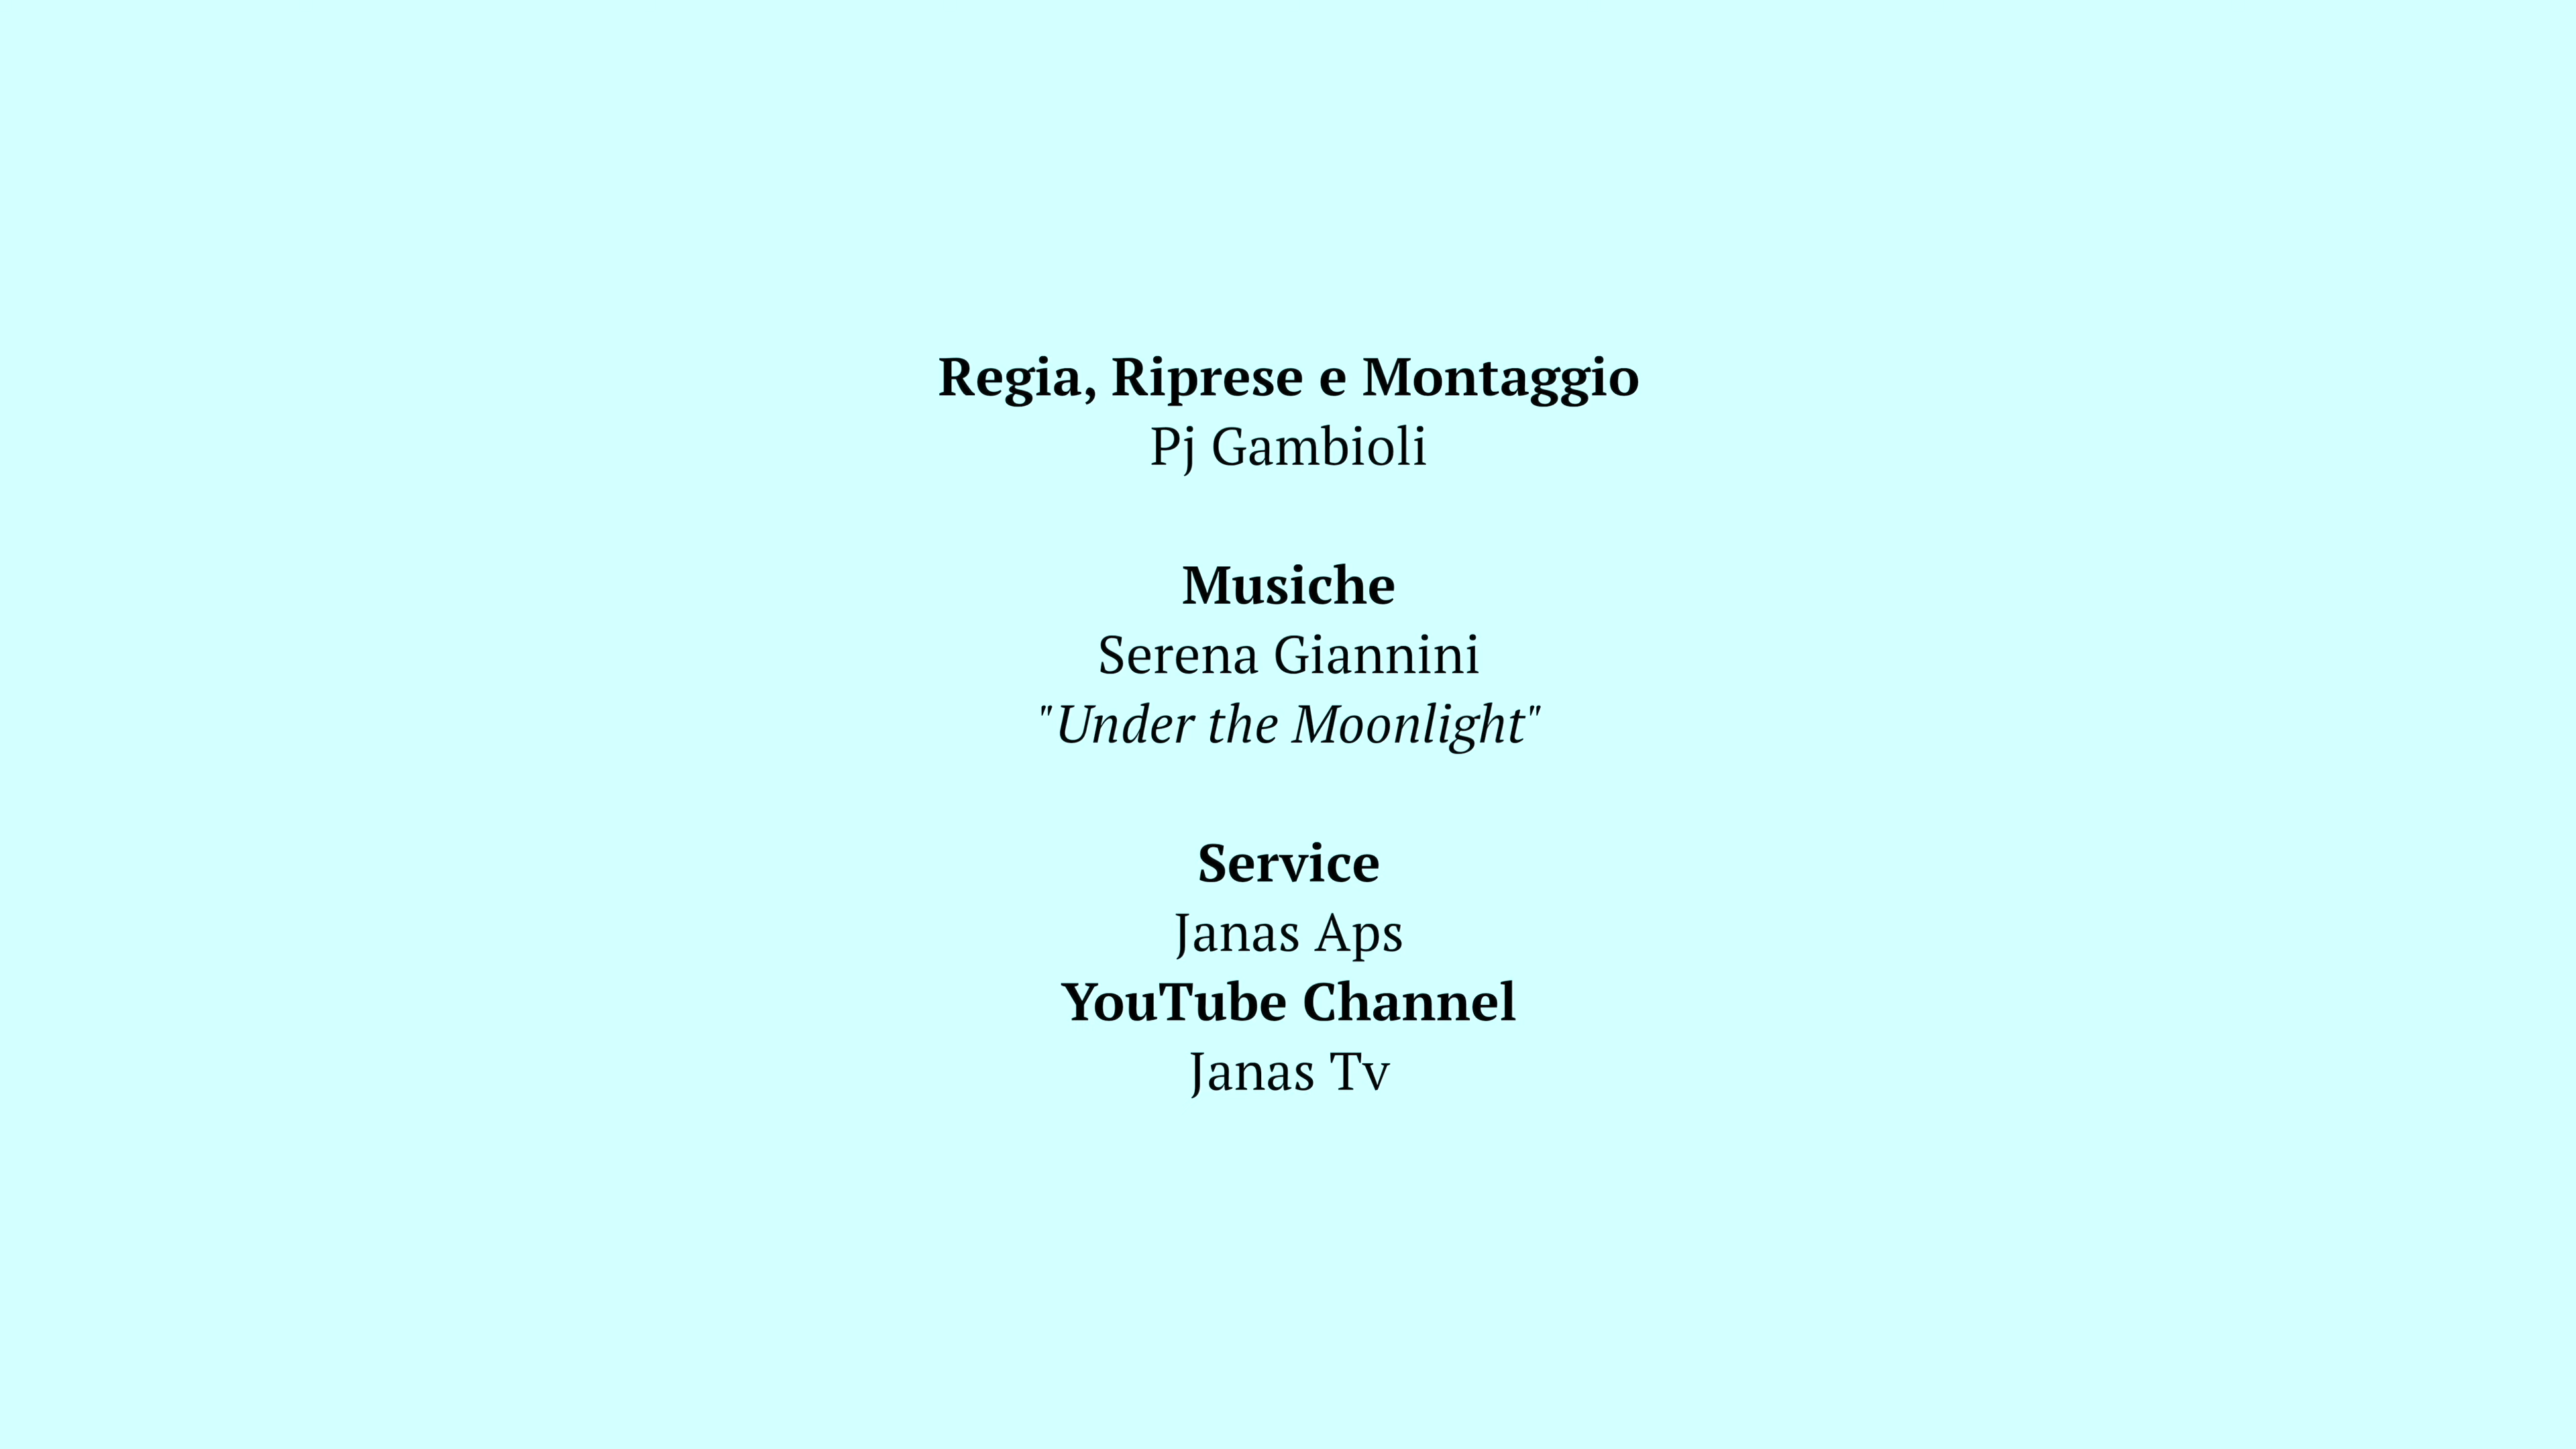 Regia, Riprese e Montaggio
Pj Gambioli
Musiche
Serena Giannini
"Under the Moonlight"
Service
Janas Aps
YouTube Channel
Janas Tv